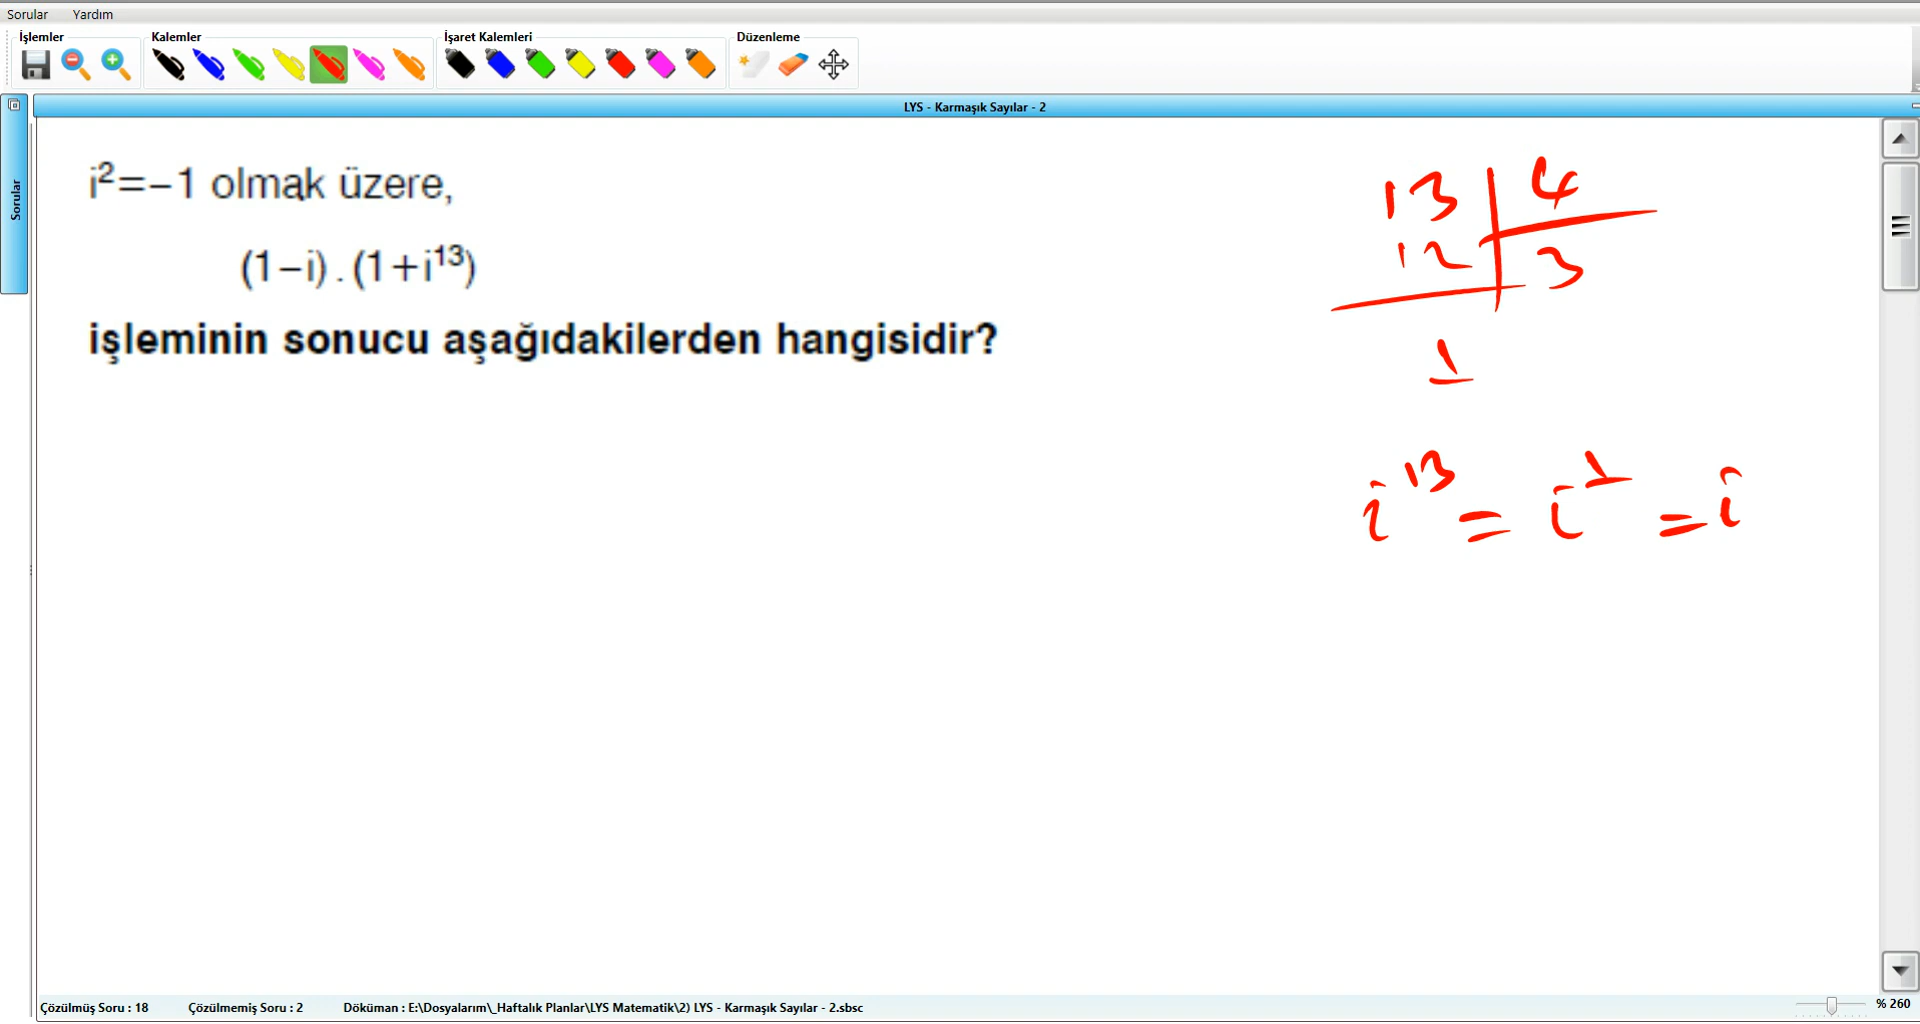 Sorular Yardım
İşlemler Kalemler İşaret Kalemleri Düzenleme
LYS - Karmaşık Sayılar - 2
Sorular
i²=−1 olmak üzere,
(1−i).(1+i¹³)
işleminin sonucu aşağıdakilerden hangisidir?
13 4
12 3
1
i¹³ = i¹ = i
Çözülmüş Soru : 18 Çözülmemiş Soru : 2 Döküman : E:\Dosyalarım\_Haftalık Planlar\LYS Matematik\2) LYS - Karmaşık Sayılar - 2.sbsc % 260